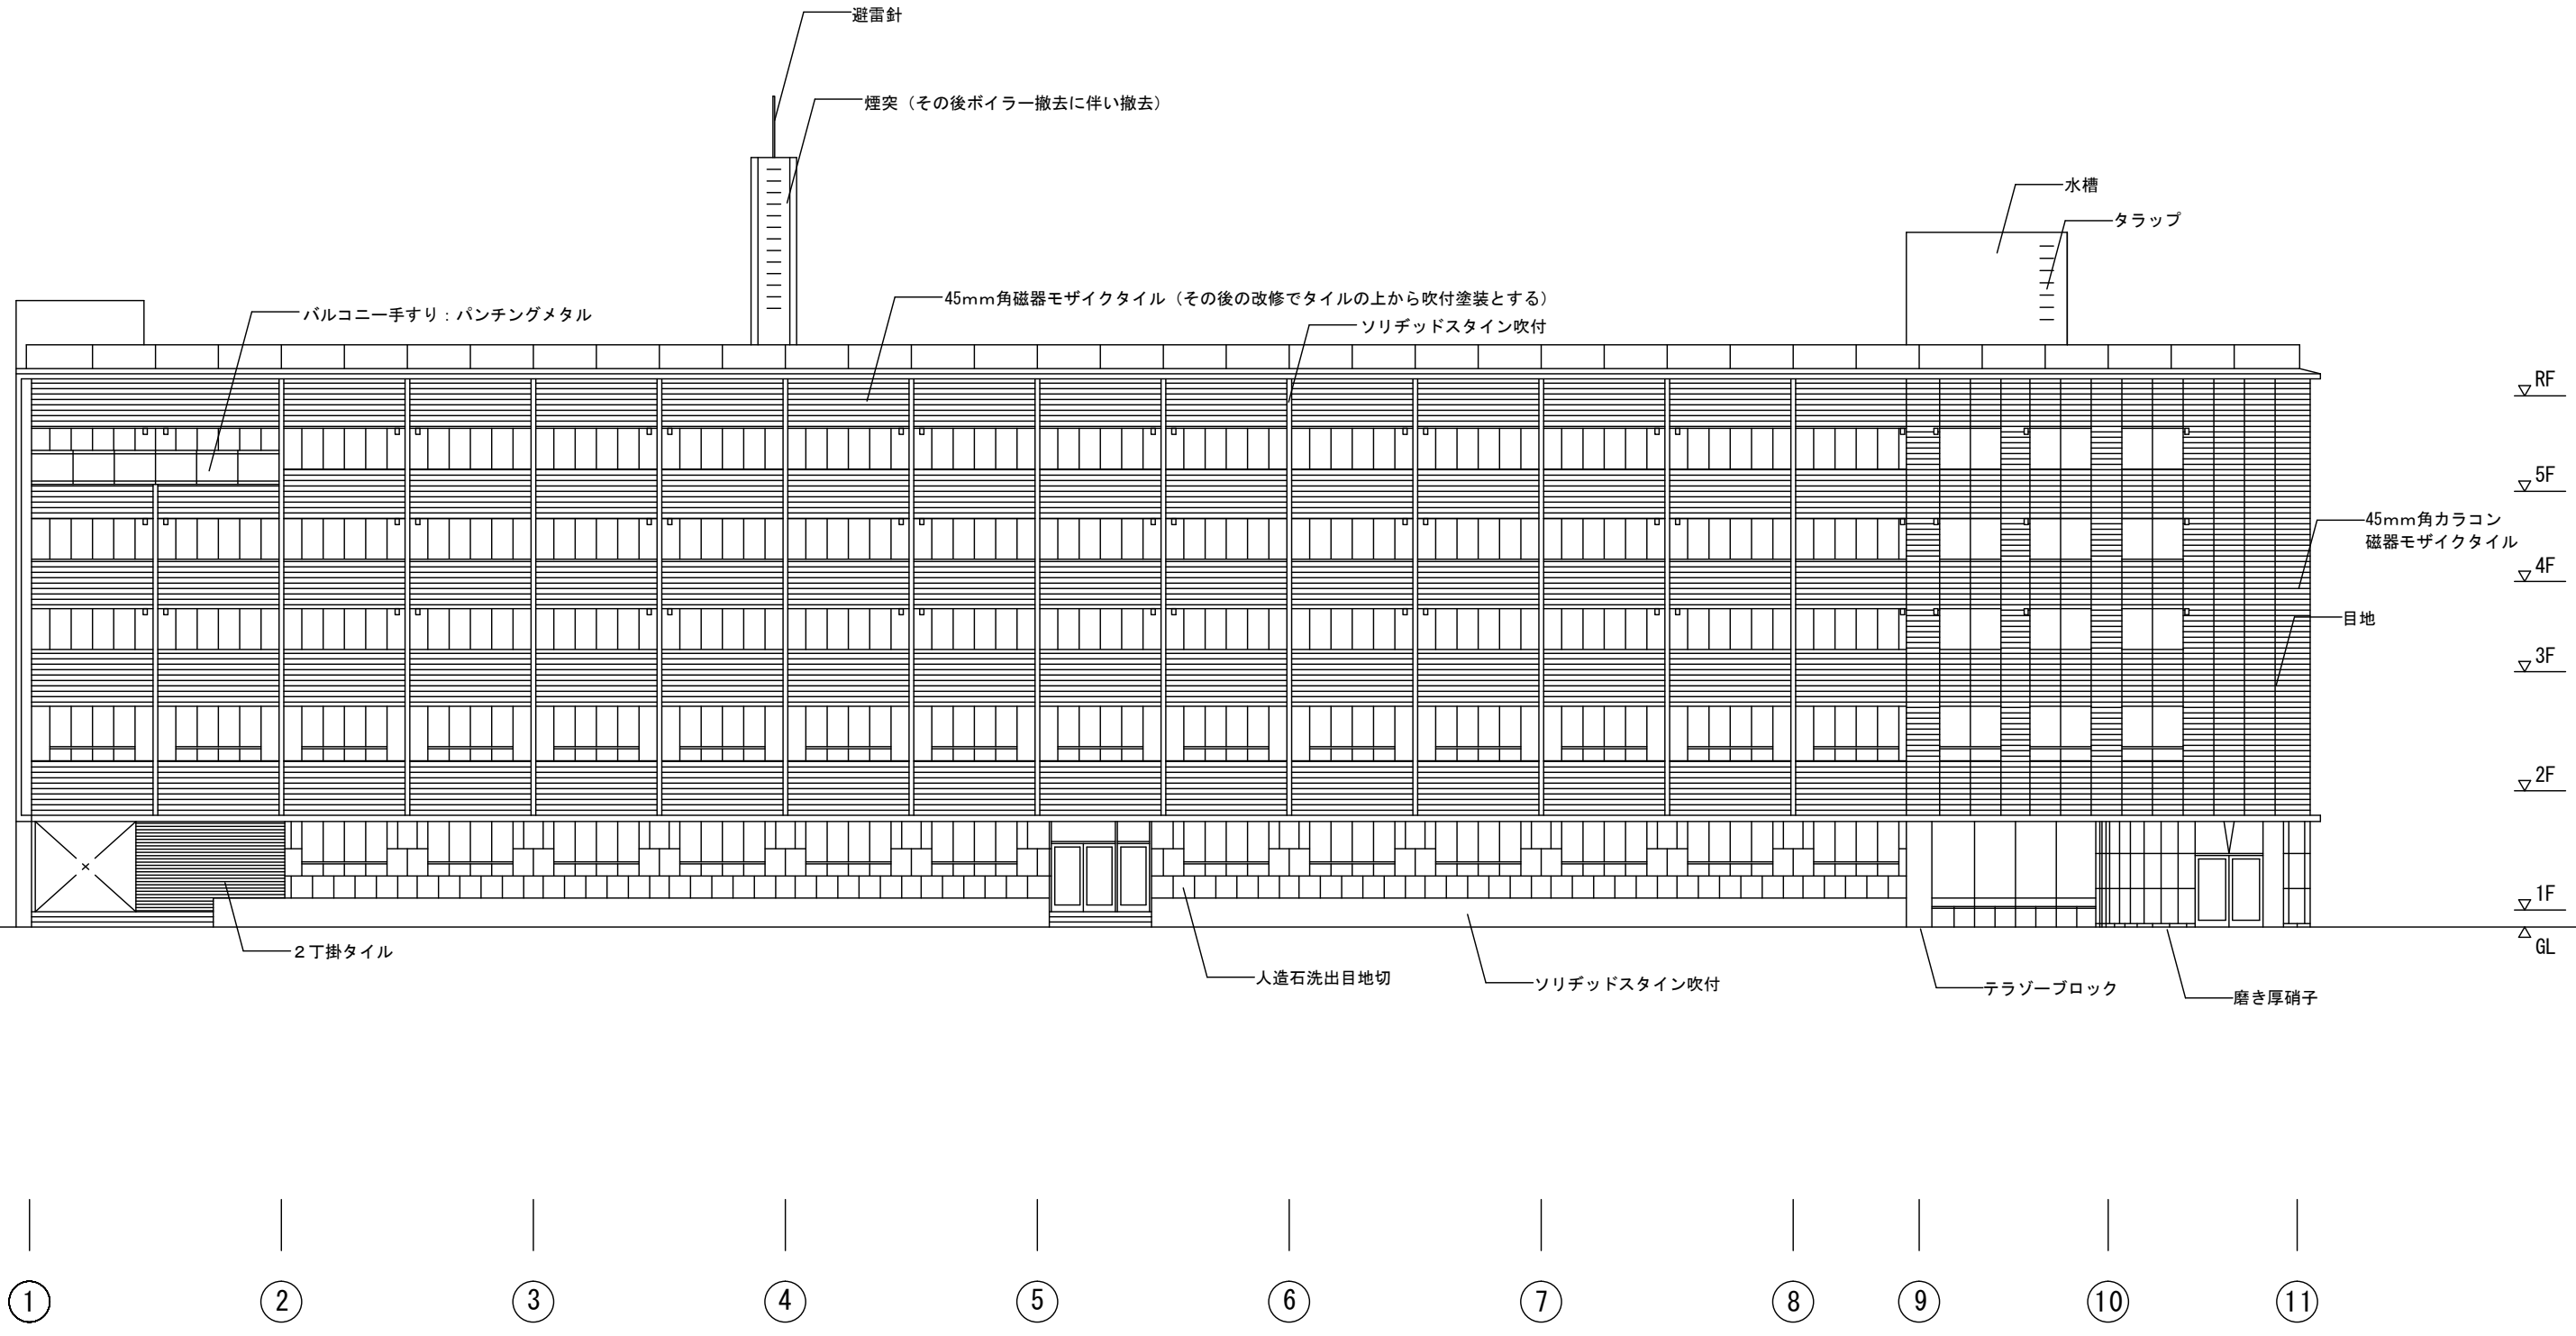 避雷針
煙突（その後ボイラー撤去に伴い撤去）
水槽
タラップ
45mm角磁器モザイクタイル（その後の改修でタイルの上から吹付塗装とする）
バルコニー手すり：パンチングメタル
ソリヂッドスタイン吹付
RF
5F
45mm角カラコン
磁器モザイクタイル
4F
目地
3F
2F
1F
GL
２丁掛タイル
人造石洗出目地切
ソリヂッドスタイン吹付
テラゾーブロック
磨き厚硝子
1 2 3 4 5 6 7 8 9 10 11